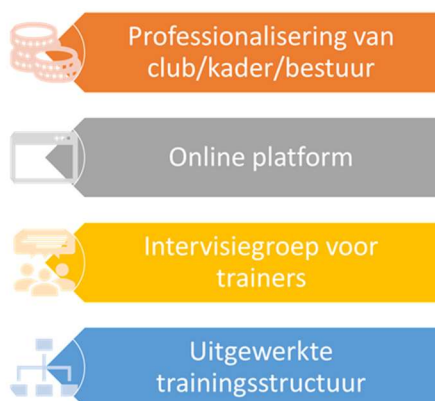 Professionalisering van
club/kader/bestuur
Online platform
Intervisiegroep voor
trainers
Uitgewerkte
trainingsstructuur